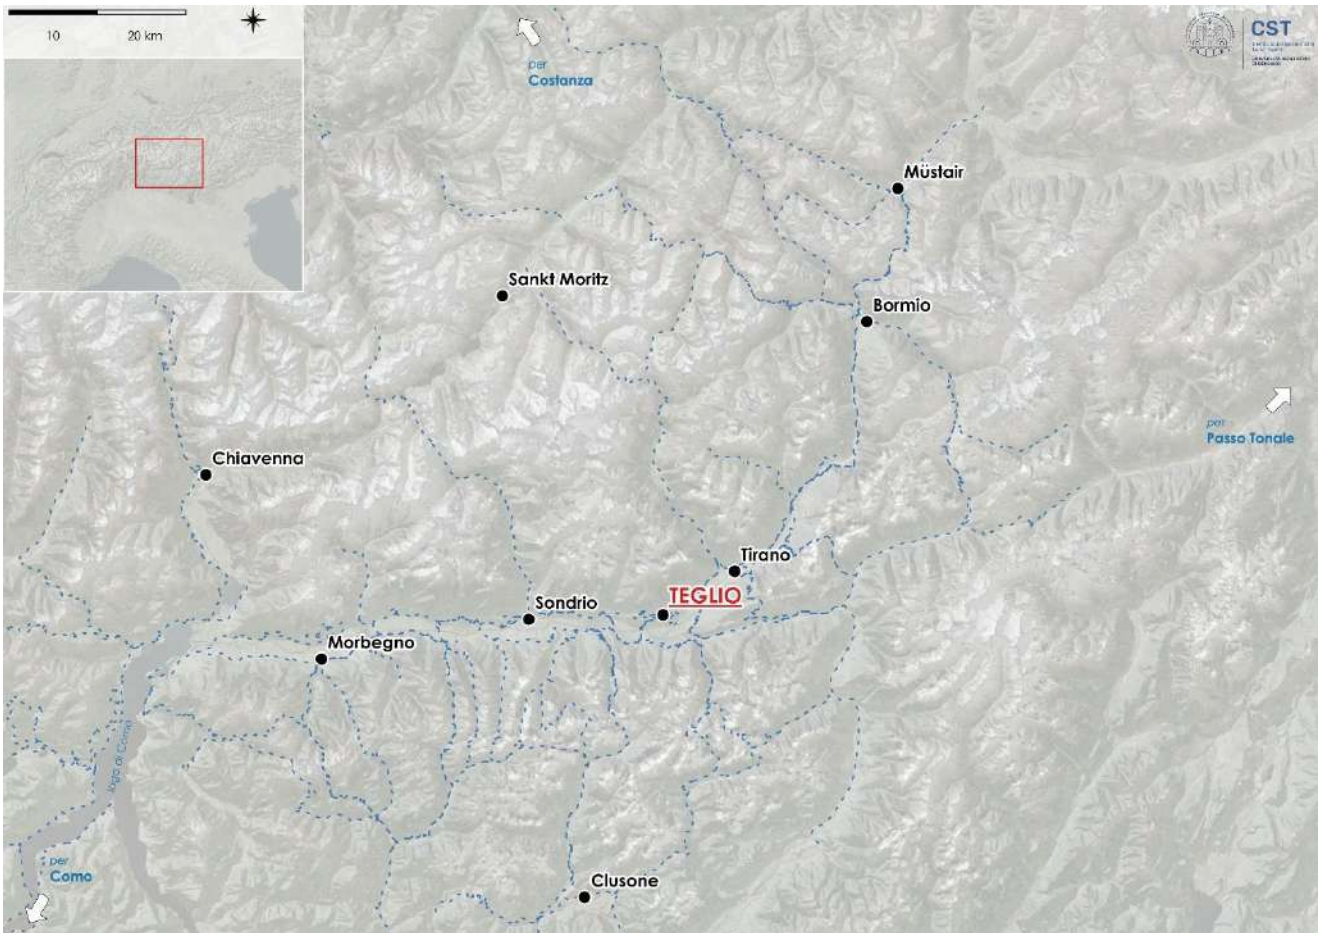 10 20 km
CST
per
Costanza
Müstair
Sankt Moritz
Bormio
per
Passo Tonale
Chiavenna
Tirano
TEGLIO
Sondrio
Morbegno
lago di Como
per
Como
Clusone